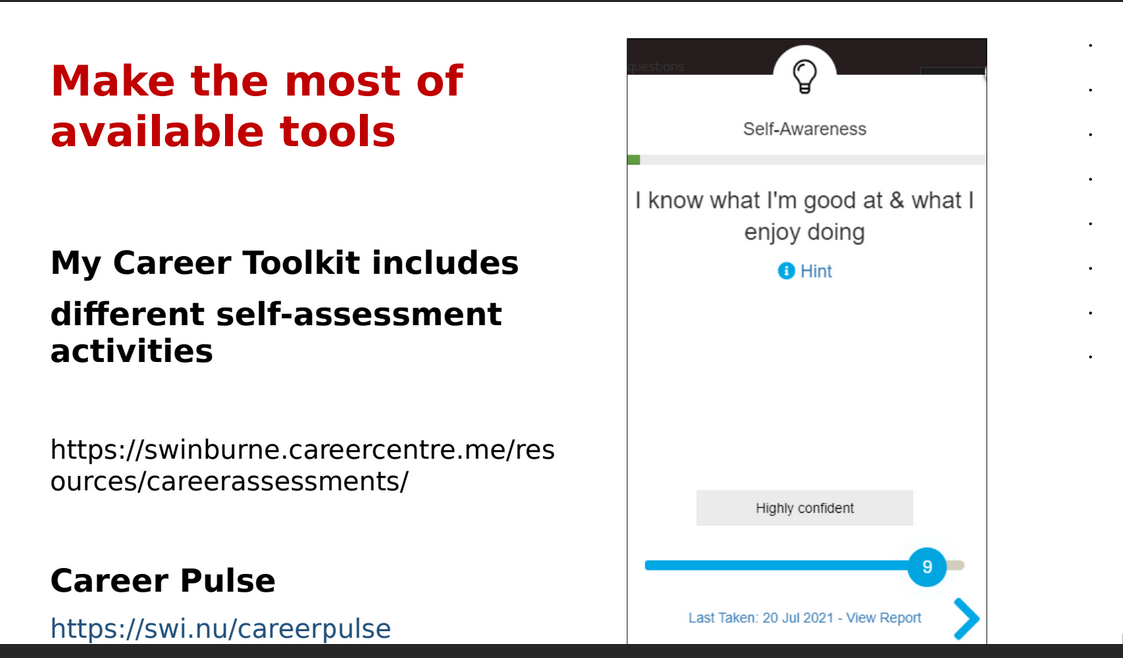 Make the most of
available tools
My Career Toolkit includes
different self-assessment
activities
https://swinburne.careercentre.me/res
ources/careerassessments/
Career Pulse
https://swi.nu/careerpulse
questions
Self-Awareness
I know what I'm good at & what I
enjoy doing
Hint
Highly confident
9
Last Taken: 20 Jul 2021 - View Report